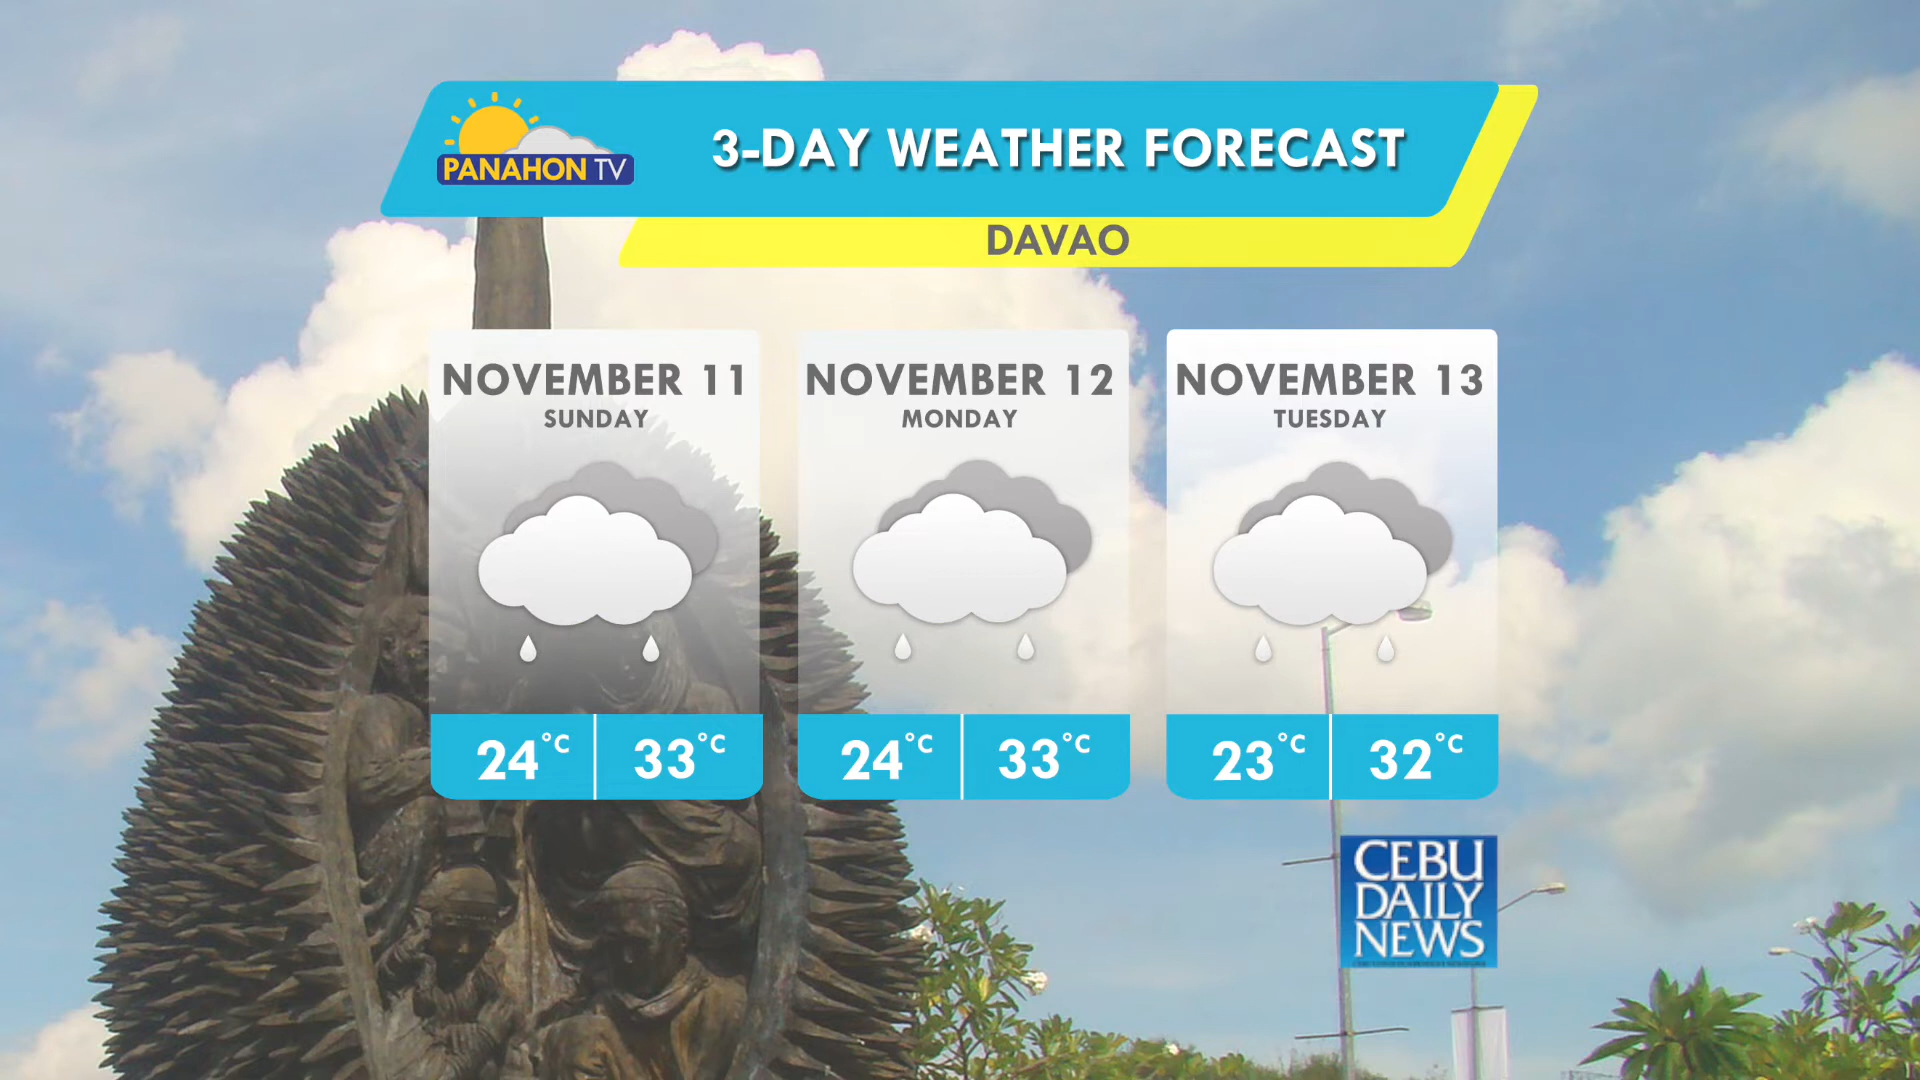 PANAHON TV
3-DAY WEATHER FORECAST
DAVAO
NOVEMBER 11
SUNDAY
24°C
33°C
NOVEMBER 12
MONDAY
24°C
33°C
NOVEMBER 13
TUESDAY
23°C
32°C
CEBU
DAILY
NEWS